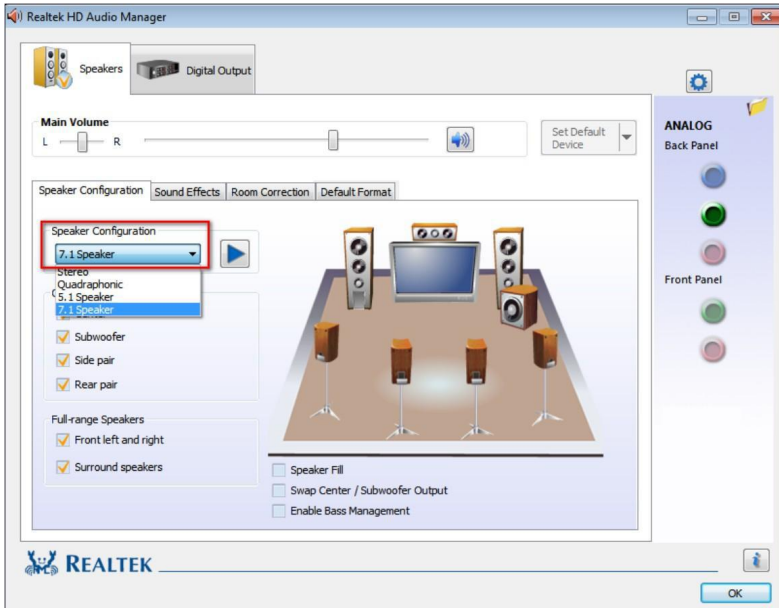 Realtek HD Audio Manager
Speakers
Digital Output
Main Volume
L
R
Set Default
Device
ANALOG
Back Panel
Speaker Configuration
Sound Effects
Room Correction
Default Format
Speaker Configuration
7.1 Speaker
Stereo
Quadraphonic
5.1 Speaker
7.1 Speaker
Subwoofer
Side pair
Rear pair
Full-range Speakers
Front left and right
Surround speakers
Speaker Fill
Swap Center / Subwoofer Output
Enable Bass Management
Front Panel
REALTEK
OK